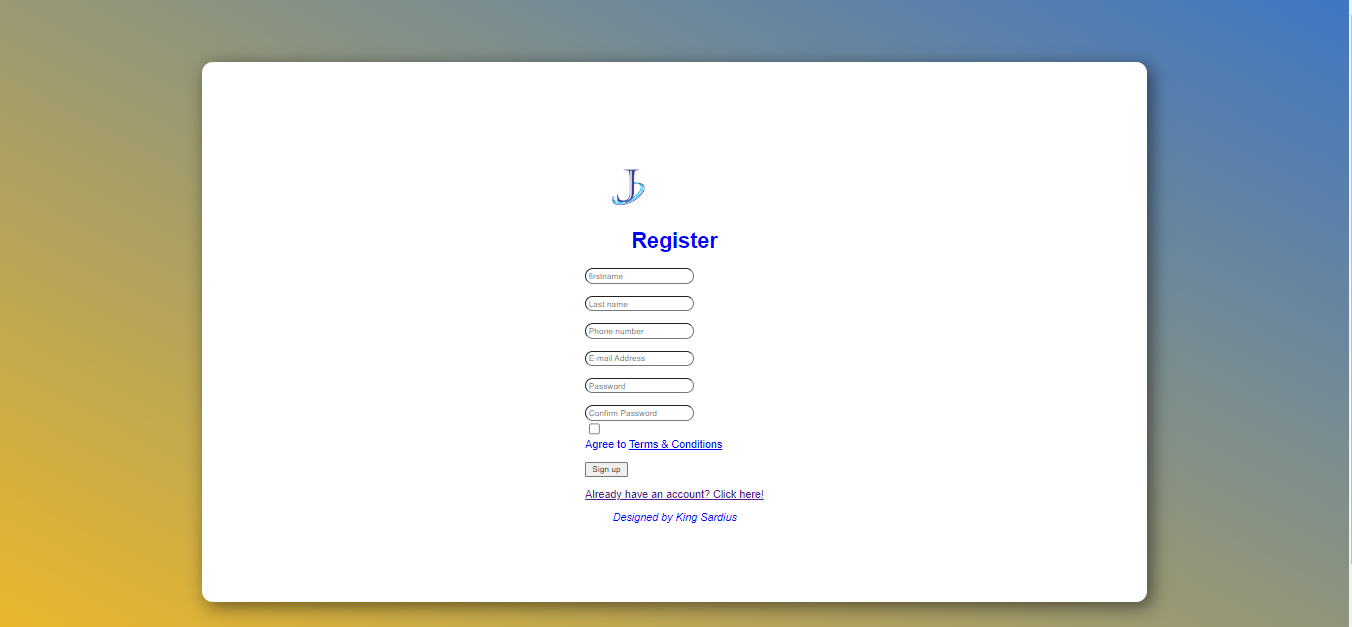 J
Register
firstname
Last name
Phone number
E-mail Address
Password
Confirm Password
Agree to Terms & Conditions
Sign up
Already have an account? Click here!
Designed by King Sardius